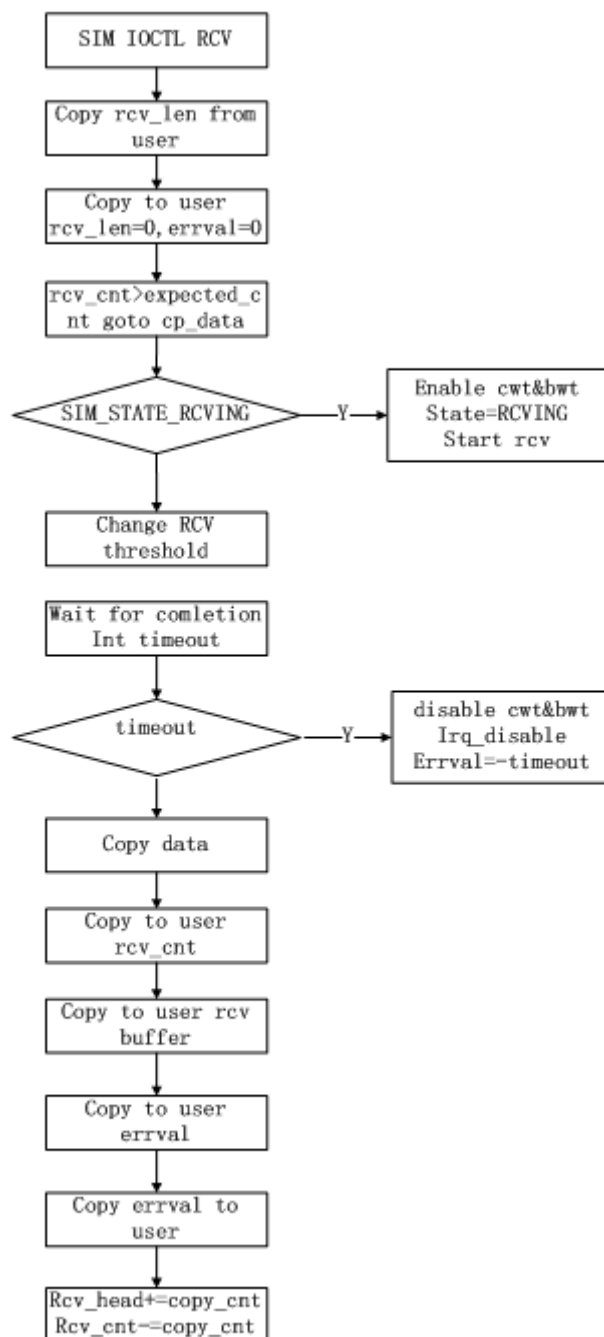 SIM IOCTL RCV
Copy rcv_len from
user
Copy to user
rcv_len=0,errval=0
rcv_cnt>expected_c
nt goto cp_data
SIM_STATE_RCVING
Y
Enable cwt&bwt
State=RCVING
Start rcv
Change RCV
threshold
Wait for comletion
Int timeout
timeout
Y
disable cwt&bwt
Irq_disable
Errval=-timeout
Copy data
Copy to user
rcv_cnt
Copy to user rcv
buffer
Copy to user
errval
Copy errval to
user
Rcv_head+=copy_cnt
Rcv_cnt-=copy_cnt